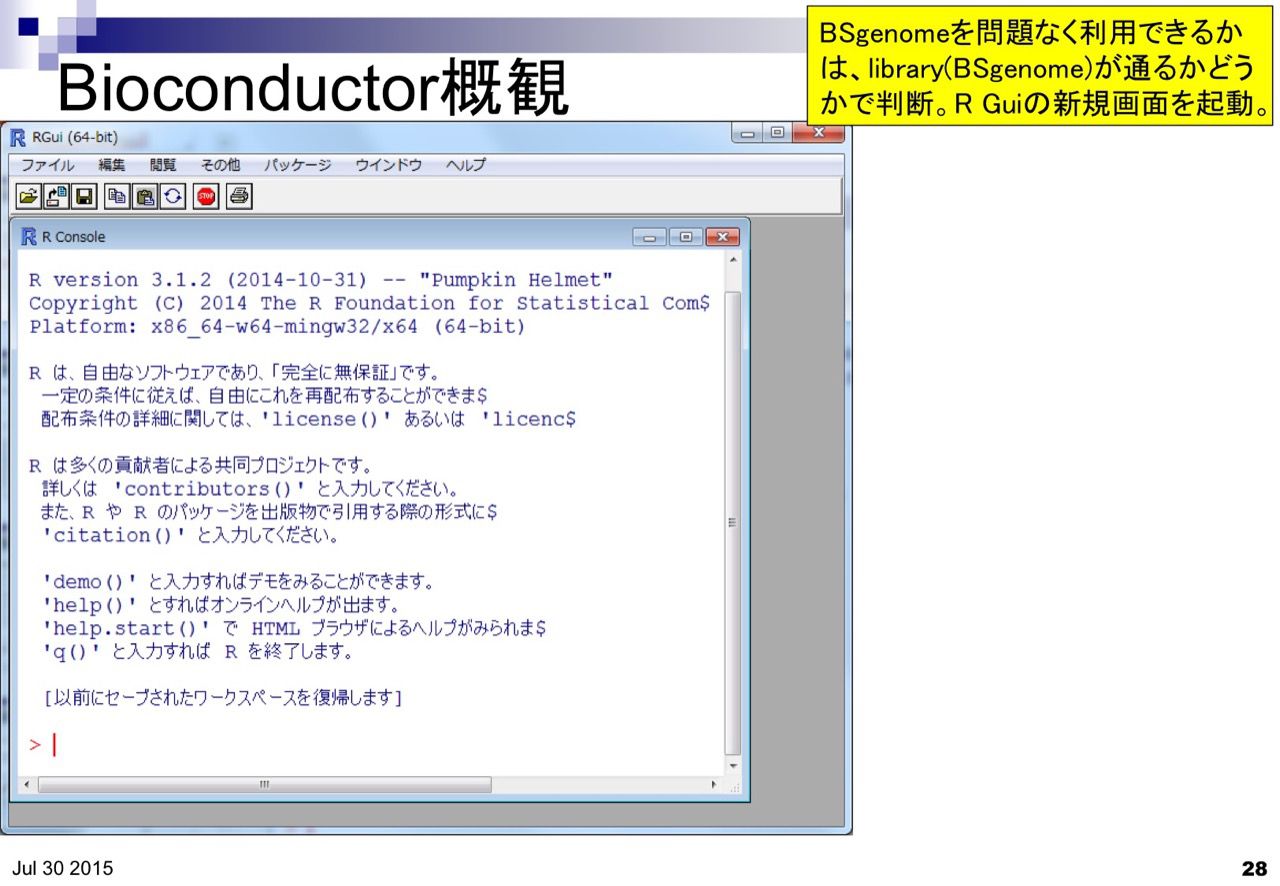 Bioconductor概観
BSgenomeを問題なく利用できるか
は、library(BSgenome)が通るかどう
かで判断。R Guiの新規画面を起動。
RGui (64-bit)
ファイル 編集 閲覧 その他 パッケージ ウインドウ ヘルプ
STOP
R Console
R version 3.1.2 (2014-10-31) -- "Pumpkin Helmet"
Copyright (C) 2014 The R Foundation for Statistical Com$
Platform: x86_64-w64-mingw32/x64 (64-bit)
R は、自由なソフトウェアであり、「完全に無保証」です。
一定の条件に従えば、自由にこれを再配布することができま$
配布条件の詳細に関しては、'license()' あるいは 'licenc$
R は多くの貢献者による共同プロジェクトです。
詳しくは 'contributors()' と入力してください。
また、R や R のパッケージを出版物で引用する際の形式に$
'citation()' と入力してください。
'demo()' と入力すればデモをみることができます。
'help()' とすればオンラインヘルプが出ます。
'help.start()' で HTML ブラウザによるヘルプがみられま$
'q()' と入力すれば R を終了します。
[以前にセーブされたワークスペースを復帰します]
>
Jul 30 2015
28